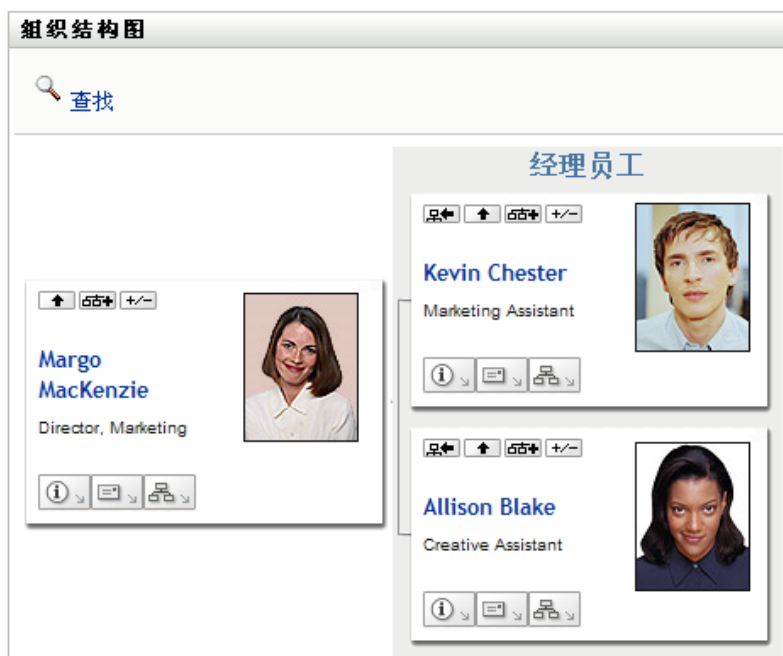 组织结构图
查找
经理员工
+/−
Kevin Chester
Marketing Assistant
+/−
Margo
MacKenzie
Director, Marketing
+/−
Allison Blake
Creative Assistant